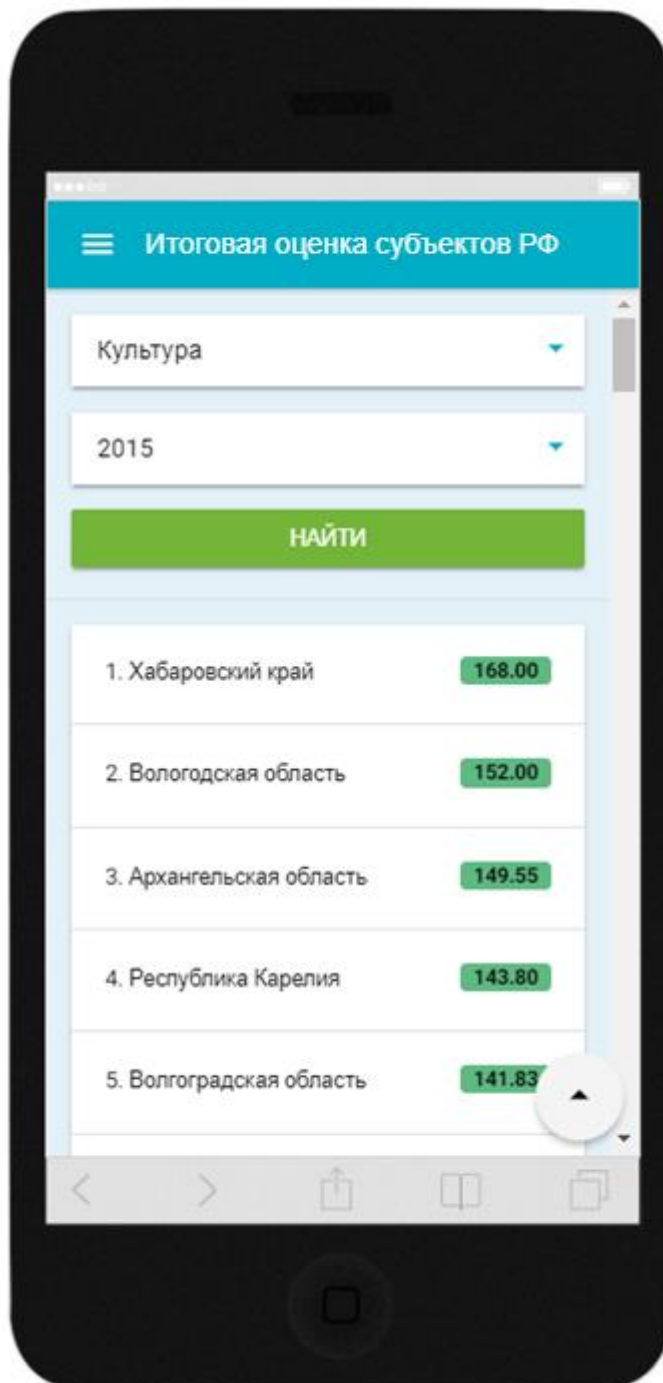 Итоговая оценка субъектов РФ
Культура
2015
НАЙТИ
1. Хабаровский край 168.00
2. Вологодская область 152.00
3. Архангельская область 149.55
4. Республика Карелия 143.80
5. Волгоградская область 141.83